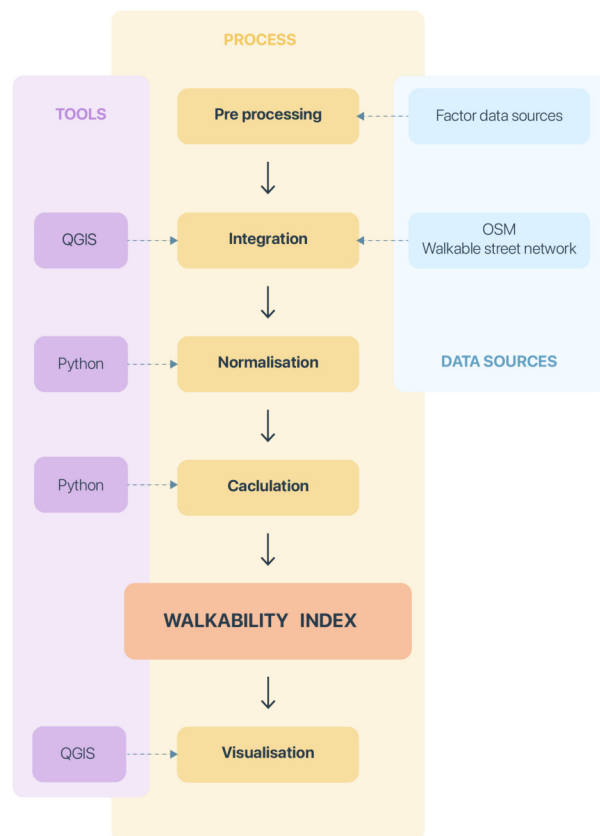 PROCESS
TOOLS
Pre processing
Factor data sources
QGIS
Integration
OSM
Walkable street network
Python
Normalisation
DATA SOURCES
Python
Caclulation
WALKABILITY INDEX
QGIS
Visualisation